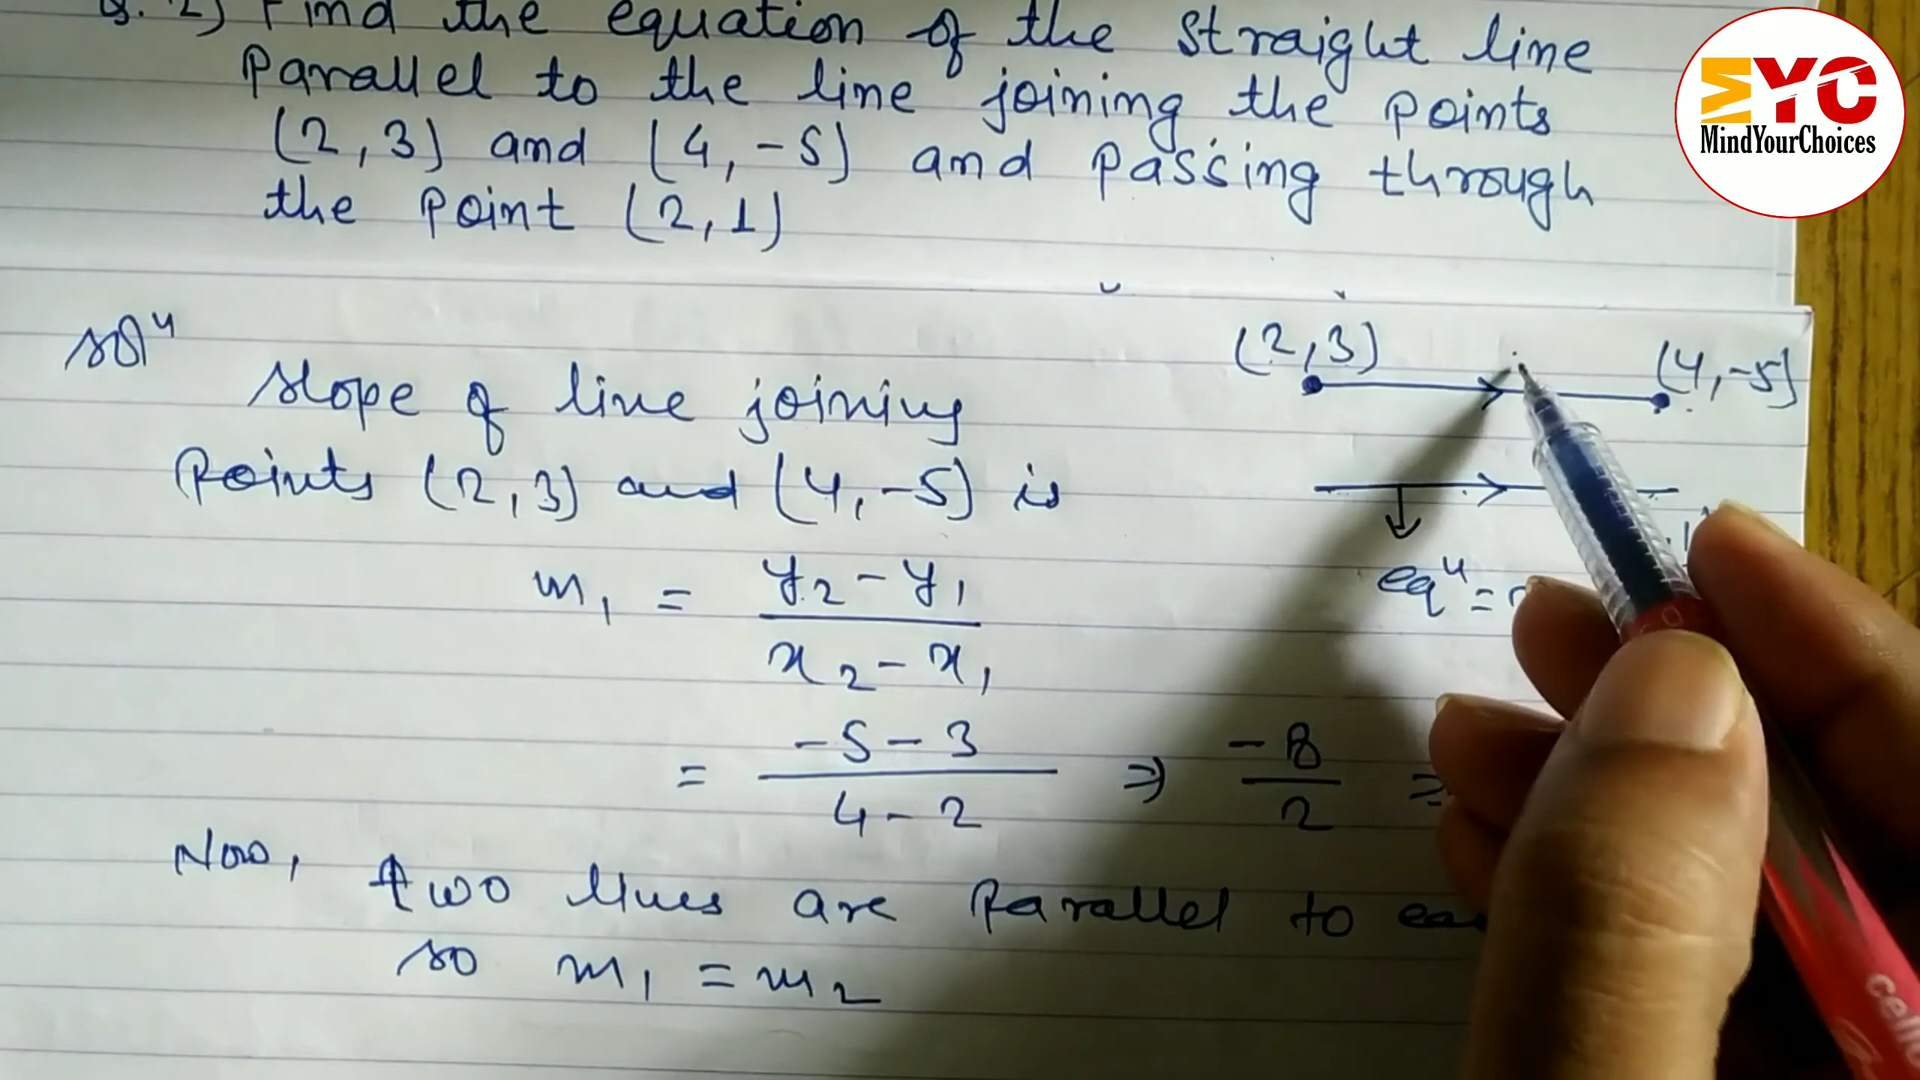 Q. 2) Find the equation of the straight line
parallel to the line joining the points
(2,3) and (4,-5) and passing through
the point (2,1)
MYC
MindYourChoices
solⁿ
(2,3) (4,-5)
slope of line joining
points (2,3) and (4,-5) is
eqⁿ =
m₁ = y₂ - y₁
x₂ - x₁
= -5-3 ⇒ -8
4-2 2
Now, two lines are parallel to
so m₁ = m₂
cello